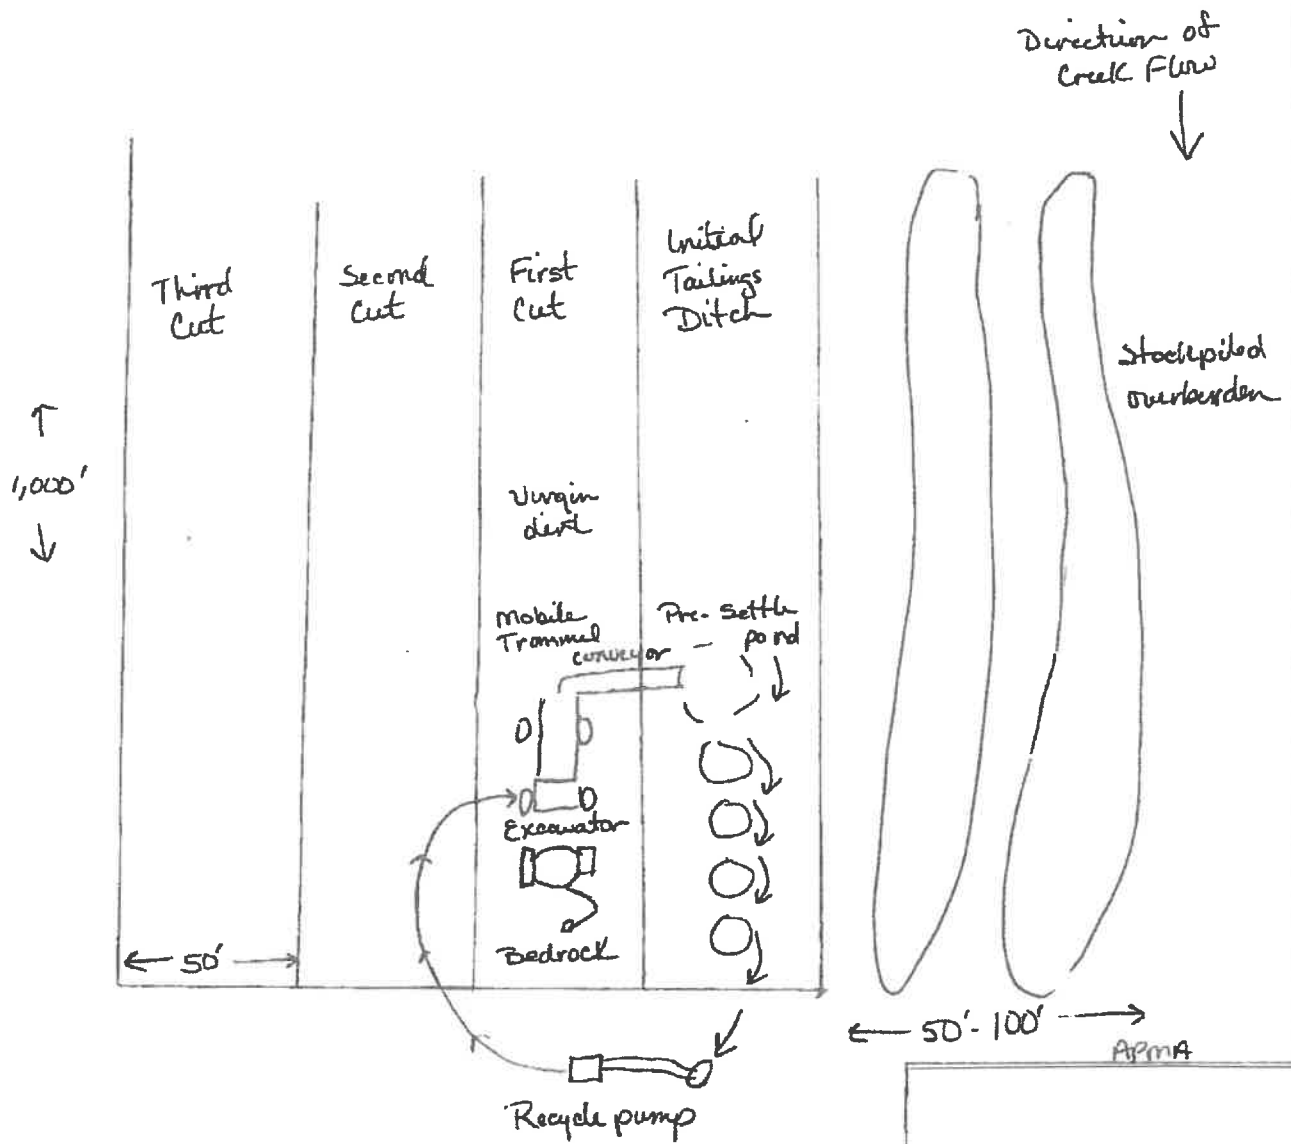 Direction of
Creek Flow
Third
Cut
Second
Cut
First
Cut
Initial
Tailings
Ditch
Stockpiled
overburden
1,000'
Virgin
dirt
Mobile
Trommel
conveyor
Pre-Settle
pond
Excavator
Bedrock
50'
50'-100'
APMA
Recycle pump